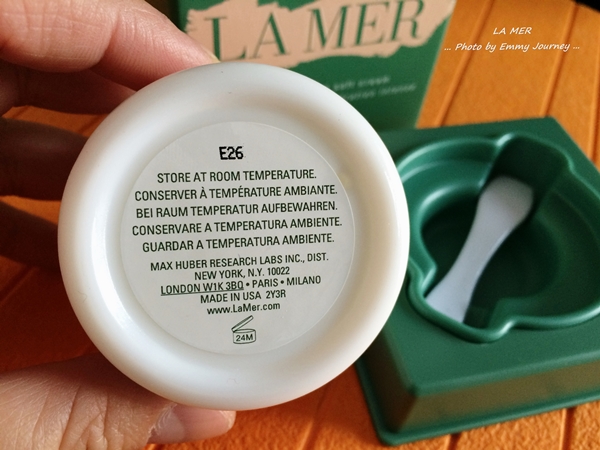 LA MER
soft cream
LA MER
... Photo by Emmy Journey ...
E26
STORE AT ROOM TEMPERATURE.
CONSERVER À TEMPÉRATURE AMBIANTE.
BEI RAUM TEMPERATUR AUFBEWAHREN.
CONSERVARE A TEMPERATURA AMBIENTE.
GUARDAR A TEMPERATURA AMBIENTE.
MAX HUBER RESEARCH LABS INC., DIST.
NEW YORK, N.Y. 10022
LONDON W1K 3BQ • PARIS • MILANO
MADE IN USA 2Y3R
www.LaMer.com
24M